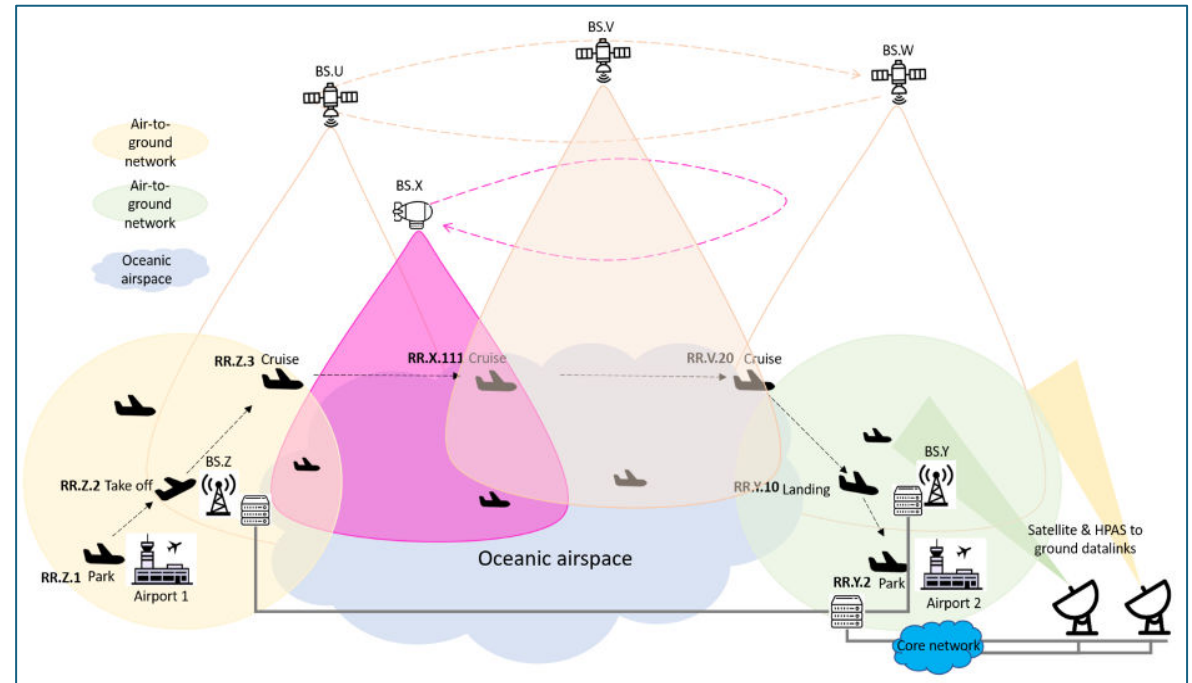 BS.V
BS.U
BS.W
Air-to-
ground
network
Air-to-
ground
network
Oceanic
airspace
BS.X
RR.Z.3 Cruise
RR.X.111 Cruise
RR.V.20 Cruise
BS.Z
BS.Y
RR.Z.2 Take off
RR.Y.10 Landing
Oceanic airspace
Satellite & HPAS to
ground datalinks
RR.Z.1 Park
Airport 1
RR.Y.2 Park
Airport 2
Core network